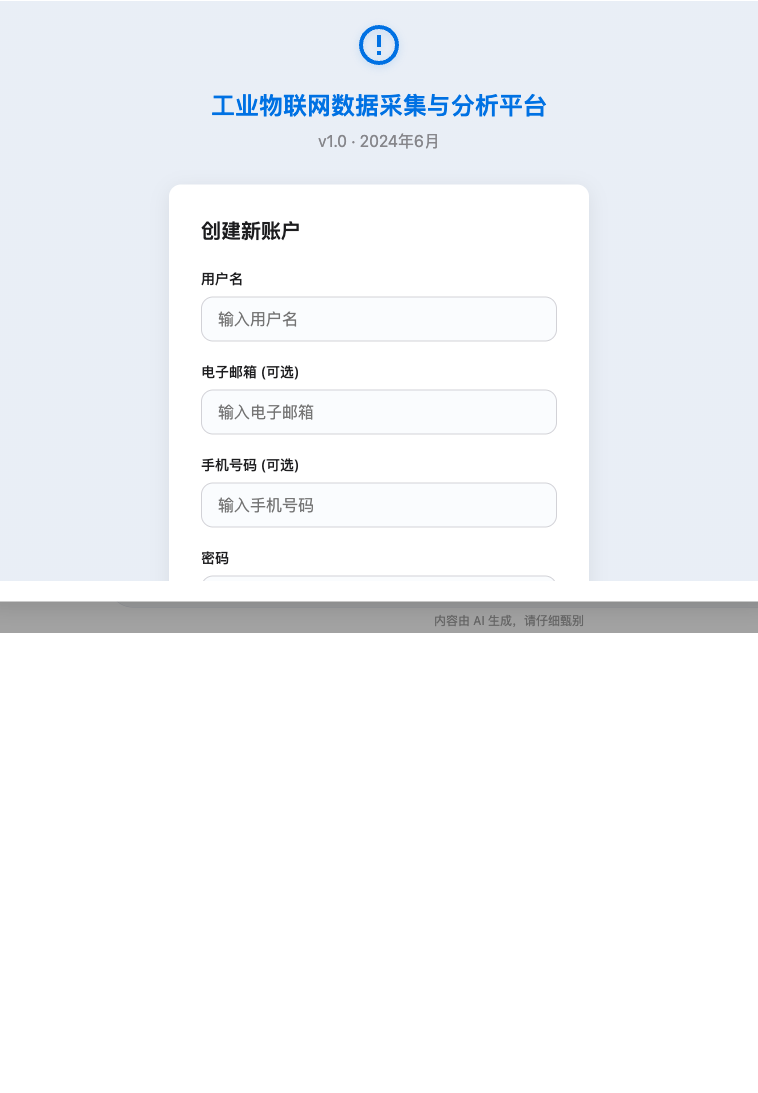 工业物联网数据采集与分析平台
v1.0 · 2024年6月
创建新账户
用户名
输入用户名
电子邮箱 (可选)
输入电子邮箱
手机号码 (可选)
输入手机号码
密码
内容由 AI 生成，请仔细甄别